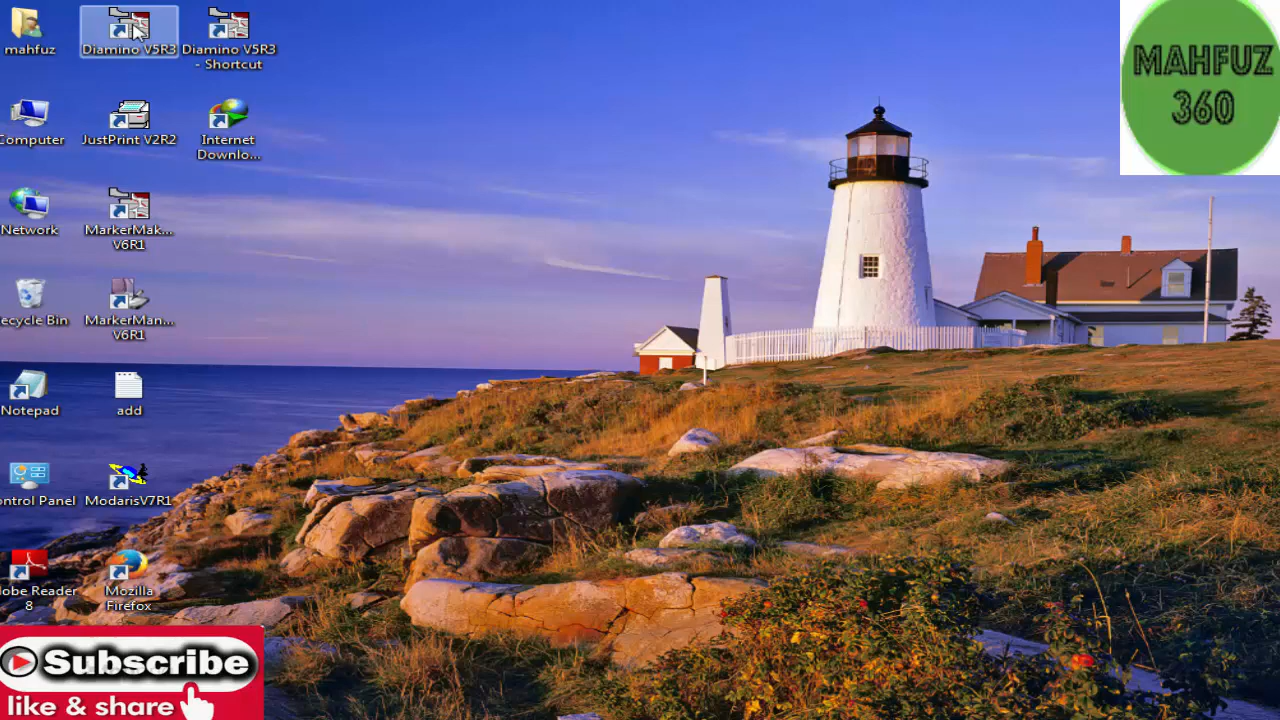 mahfuz
Diamino V5R3
Diamino V5R3
- Shortcut
MAHFUZ
360
Computer
JustPrint V2R2
Internet
Downlo...
Network
MarkerMak...
V6R1
ecycle Bin
MarkerMan...
V6R1
Notepad
add
ontrol Panel
ModarisV7R1
obe Reader
8
Mozilla
Firefox
Subscribe
like & share